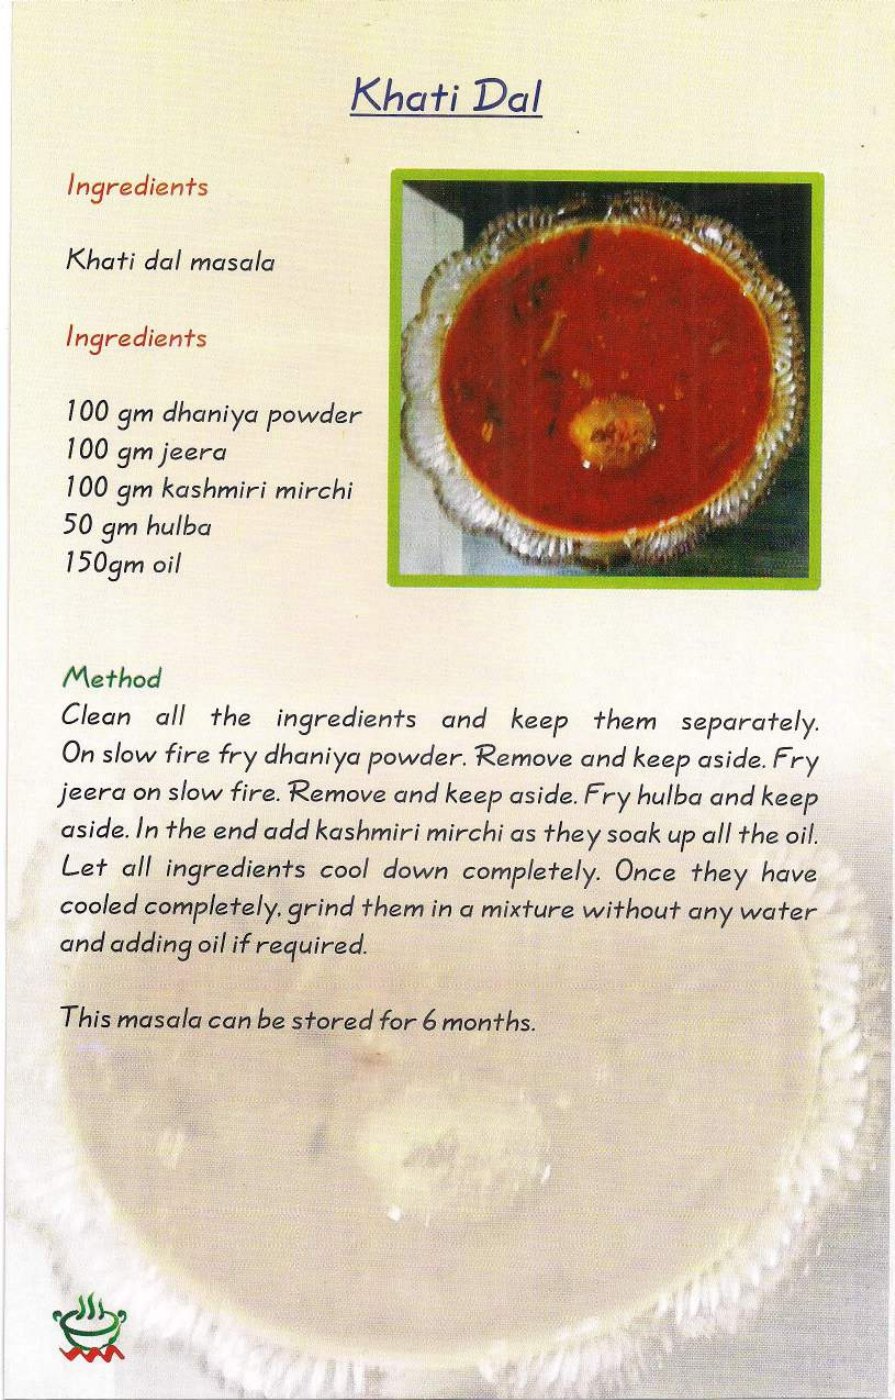 Khati Dal
Ingredients
Khati dal masala
Ingredients
100 gm dhaniya powder
100 gm jeera
100 gm kashmiri mirchi
50 gm hulba
150gm oil
Method
Clean all the ingredients and keep them separately.
On slow fire fry dhaniya powder. Remove and keep aside. Fry
jeera on slow fire. Remove and keep aside. Fry hulba and keep
aside. In the end add kashmiri mirchi as they soak up all the oil.
Let all ingredients cool down completely. Once they have
cooled completely, grind them in a mixture without any water
and adding oil if required.
This masala can be stored for 6 months.